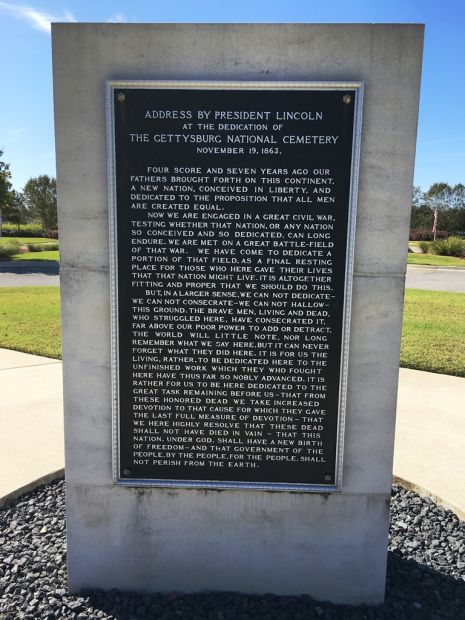 ADDRESS BY PRESIDENT LINCOLN
AT THE DEDICATION OF
THE GETTYSBURG NATIONAL CEMETERY
NOVEMBER 19, 1863.
FOUR SCORE AND SEVEN YEARS AGO OUR
FATHERS BROUGHT FORTH ON THIS CONTINENT,
A NEW NATION, CONCEIVED IN LIBERTY, AND
DEDICATED TO THE PROPOSITION THAT ALL MEN
ARE CREATED EQUAL.
NOW WE ARE ENGAGED IN A GREAT CIVIL WAR,
TESTING WHETHER THAT NATION, OR ANY NATION
SO CONCEIVED AND SO DEDICATED, CAN LONG
ENDURE. WE ARE MET ON A GREAT BATTLE-FIELD
OF THAT WAR. WE HAVE COME TO DEDICATE A
PORTION OF THAT FIELD, AS A FINAL RESTING
PLACE FOR THOSE WHO HERE GAVE THEIR LIVES
THAT THAT NATION MIGHT LIVE. IT IS ALTOGETHER
FITTING AND PROPER THAT WE SHOULD DO THIS.
BUT, IN A LARGER SENSE, WE CAN NOT DEDICATE-
WE CAN NOT CONSECRATE-WE CAN NOT HALLOW-
THIS GROUND. THE BRAVE MEN, LIVING AND DEAD,
WHO STRUGGLED HERE, HAVE CONSECRATED IT,
FAR ABOVE OUR POOR POWER TO ADD OR DETRACT.
THE WORLD WILL LITTLE NOTE, NOR LONG
REMEMBER WHAT WE SAY HERE, BUT IT CAN NEVER
FORGET WHAT THEY DID HERE. IT IS FOR US THE
LIVING, RATHER, TO BE DEDICATED HERE TO THE
UNFINISHED WORK WHICH THEY WHO FOUGHT
HERE HAVE THUS FAR SO NOBLY ADVANCED. IT IS
RATHER FOR US TO BE HERE DEDICATED TO THE
GREAT TASK REMAINING BEFORE US-THAT FROM
THESE HONORED DEAD WE TAKE INCREASED
DEVOTION TO THAT CAUSE FOR WHICH THEY GAVE
THE LAST FULL MEASURE OF DEVOTION-THAT
WE HERE HIGHLY RESOLVE THAT THESE DEAD
SHALL NOT HAVE DIED IN VAIN-THAT THIS
NATION, UNDER GOD, SHALL HAVE A NEW BIRTH
OF FREEDOM-AND THAT GOVERNMENT OF THE
PEOPLE, BY THE PEOPLE, FOR THE PEOPLE, SHALL
NOT PERISH FROM THE EARTH.